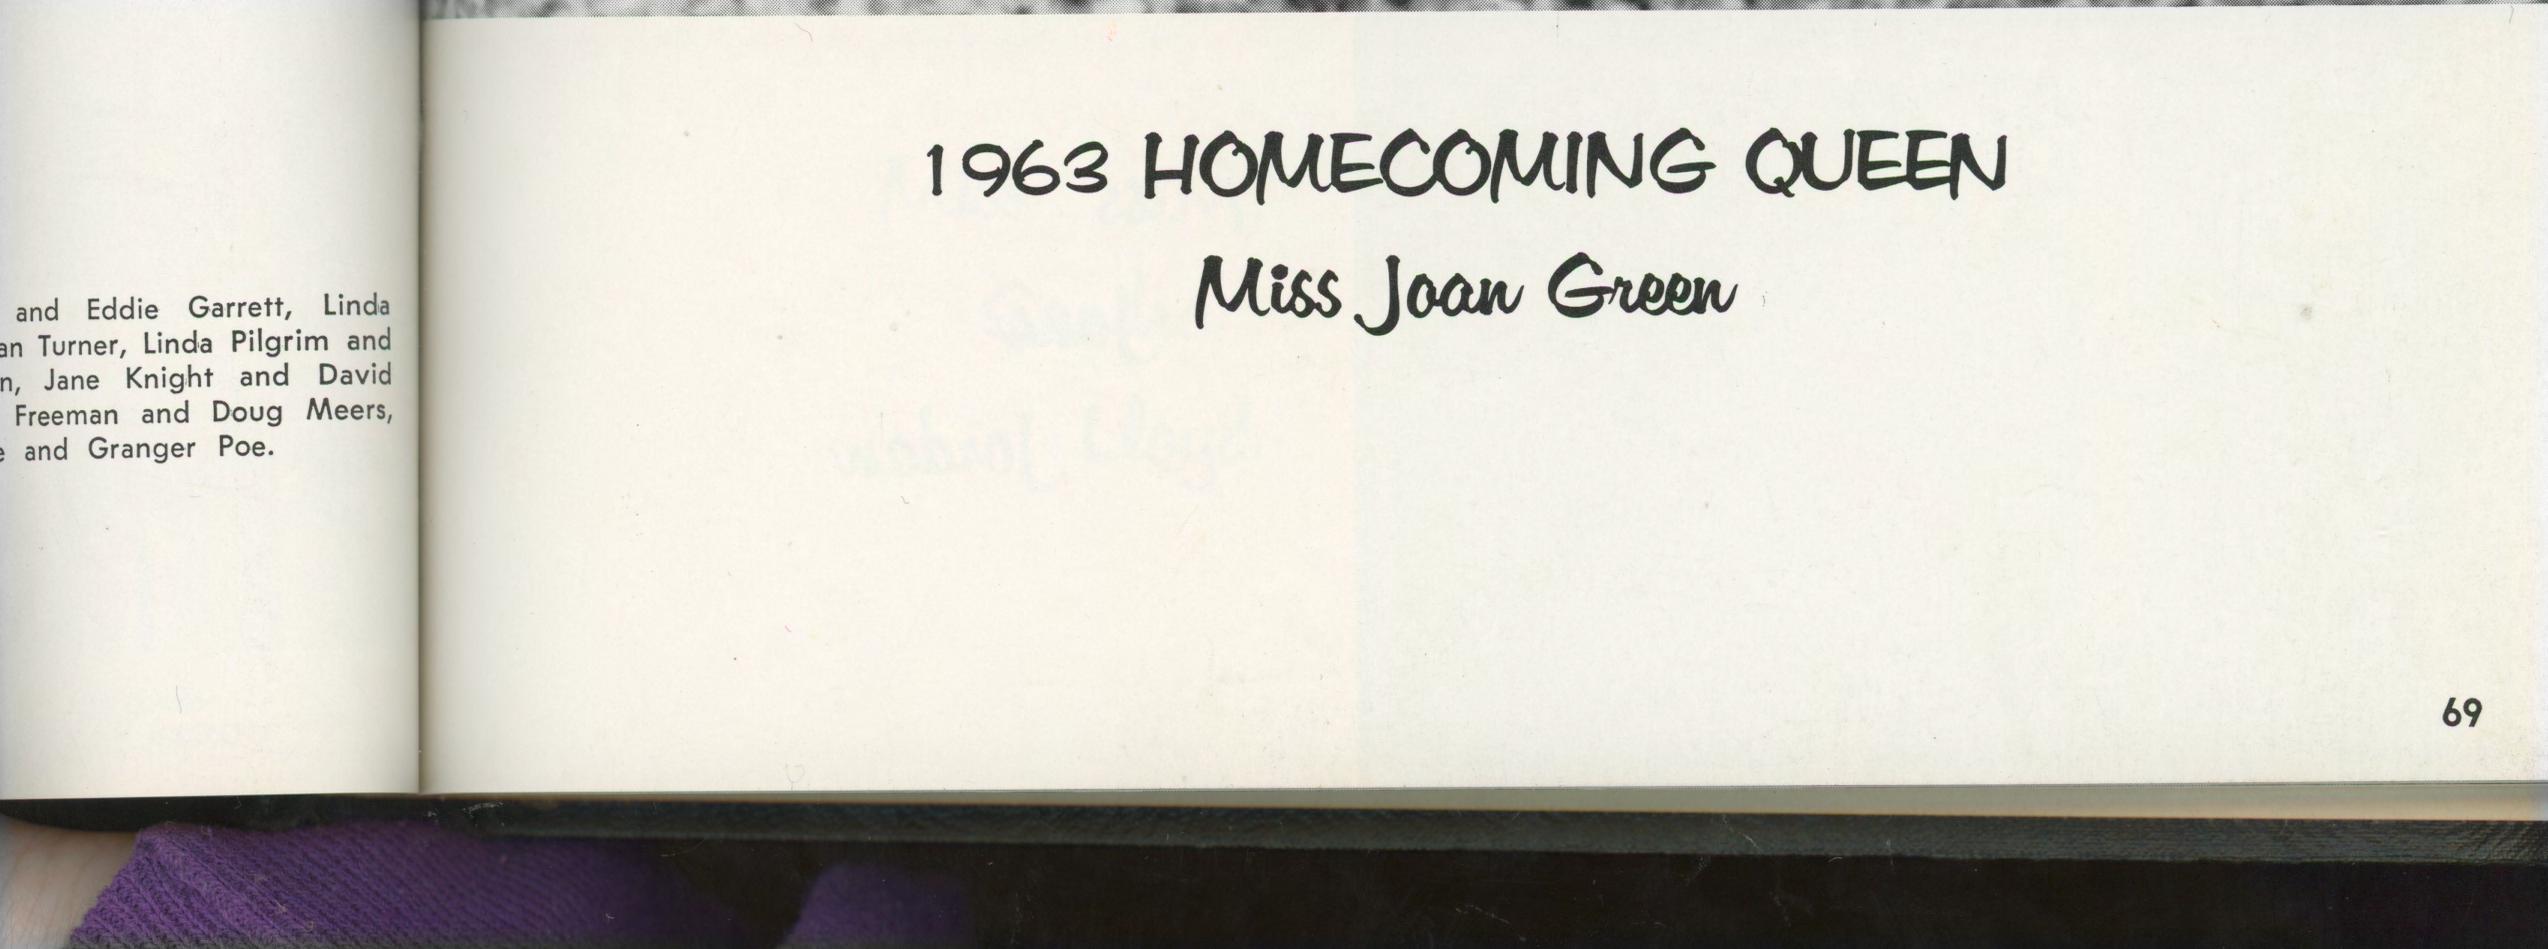 and Eddie Garrett, Linda
Turner, Linda Pilgrim and
Jane Knight and David
Freeman and Doug Meers,
and Granger Poe.
1963 HOMECOMING QUEEN
Miss Joan Green
69